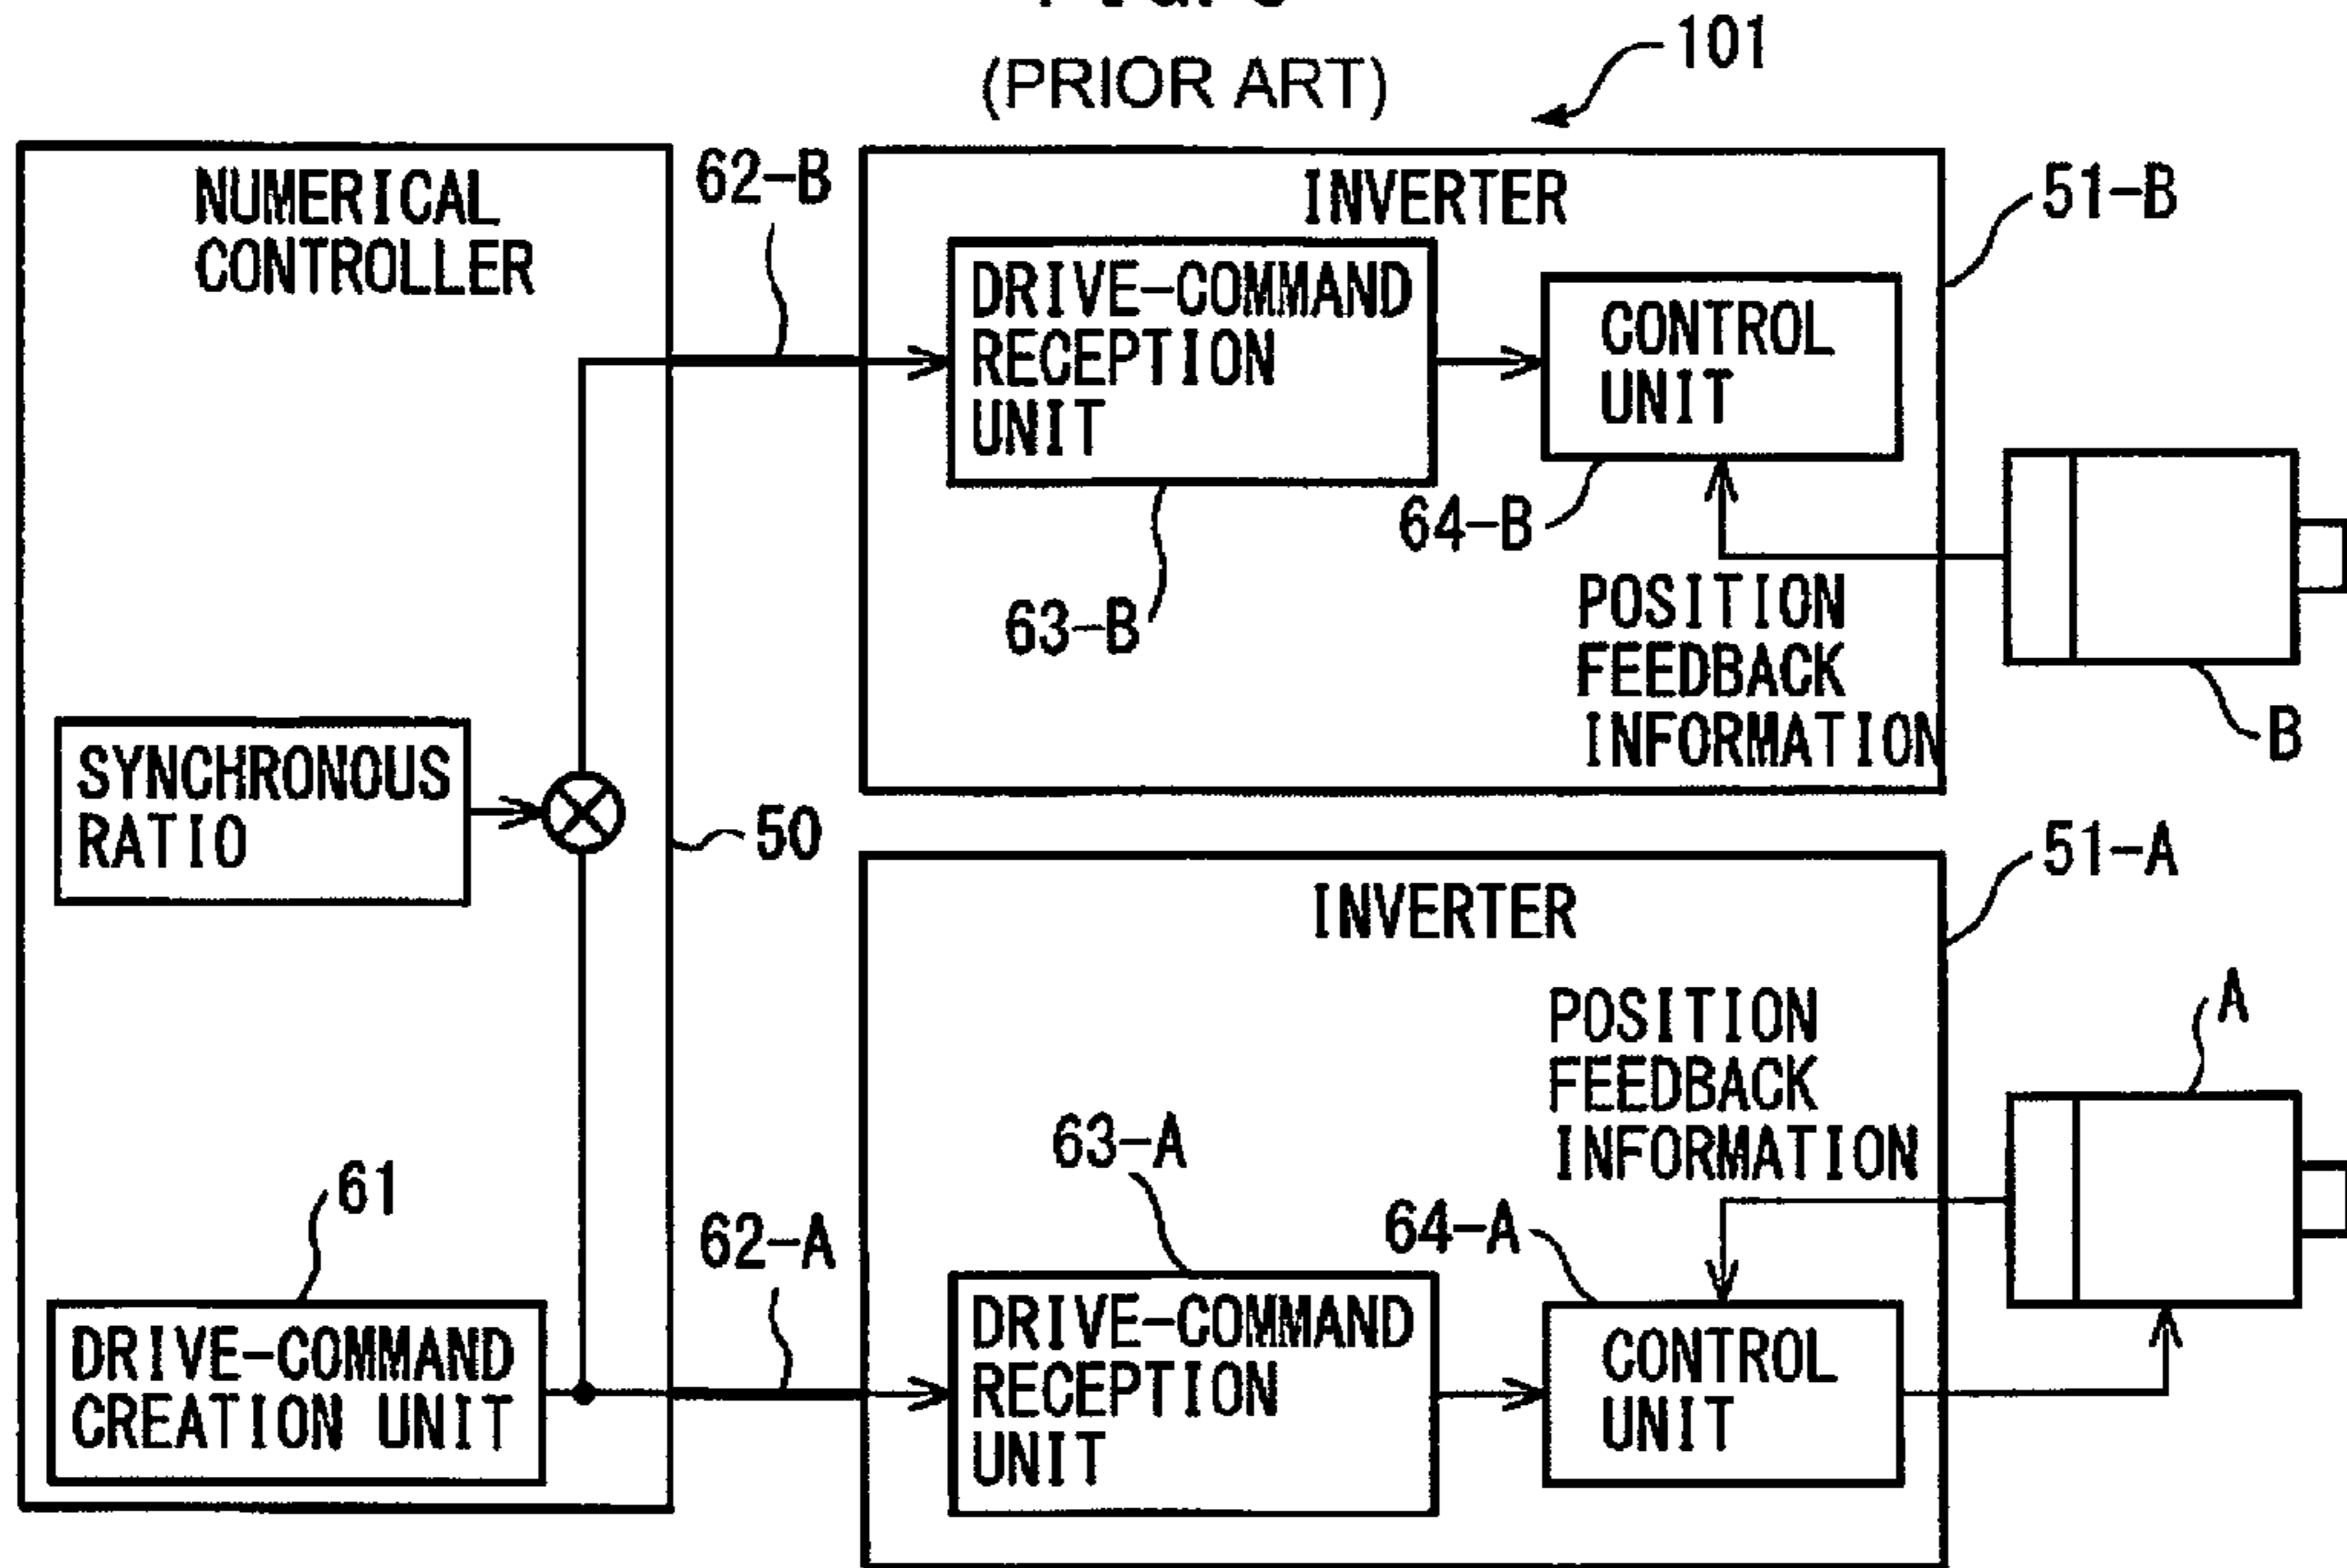 (PRIOR ART)
101
NUMERICAL
CONTROLLER
62-B
INVERTER
51-B
DRIVE-COMMAND
RECEPTION
UNIT
CONTROL
UNIT
64-B
63-B
POSITION
FEEDBACK
INFORMATION
B
SYNCHRONOUS
RATIO
50
51-A
INVERTER
POSITION
FEEDBACK
INFORMATION
A
63-A
61
62-A
64-A
DRIVE-COMMAND
CREATION UNIT
DRIVE-COMMAND
RECEPTION
UNIT
CONTROL
UNIT